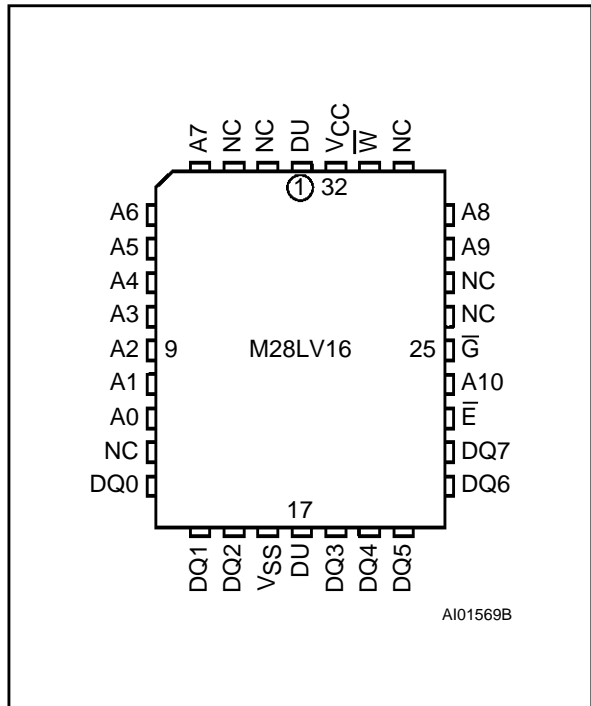 A7 NC NC DU VCC W̅ NC
1 32
A6 A8
A5 A9
A4 NC
A3 NC
A2 9 M28LV16 25 G̅
A1 A10
A0 E̅
NC DQ7
DQ0 DQ6
17
DQ1 DQ2 VSS DU DQ3 DQ4 DQ5
AI01569B